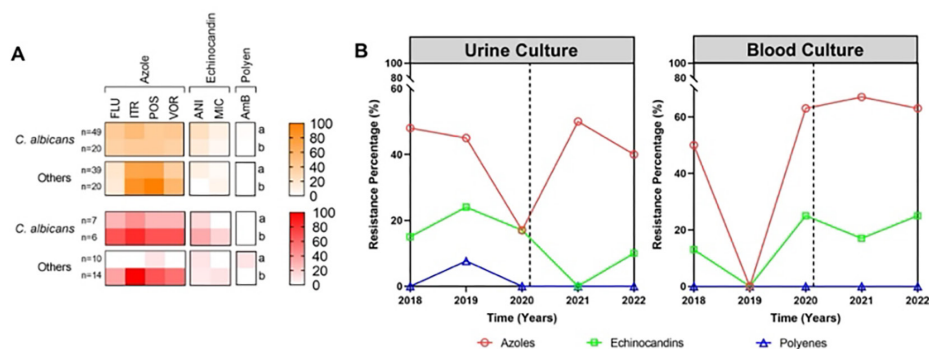 A
Azole
Echinocandin
Polyen
FLU
ITR
POS
VOR
ANI
MIC
AmB
C. albicans
n=49
n=20
a
b
Others
n=39
n=20
a
b
100
80
60
40
20
0
C. albicans
n=7
n=6
a
b
Others
n=10
n=14
a
b
100
80
60
40
20
0
B
Urine Culture
Resistance Percentage (%)
100
80
60
40
20
0
2018 2019 2020 2021 2022
Time (Years)
Blood Culture
Resistance Percentage (%)
100
80
60
40
20
0
2018 2019 2020 2021 2022
Time (Years)
Azoles Echinocandins Polyenes